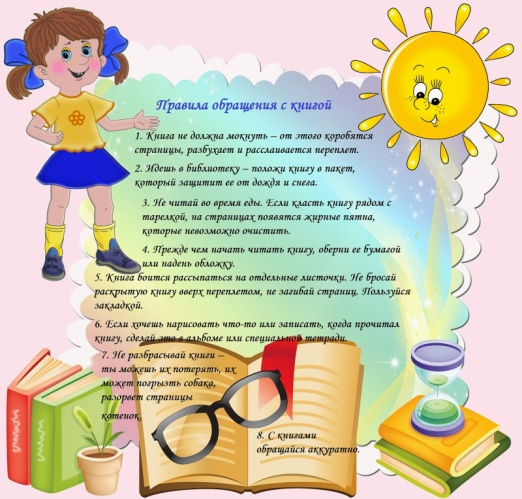 Правила обращения с книгой
1. Книга не должна мокнуть – от этого коробятся
страницы, разбухает и расслаивается переплет.
2. Идешь в библиотеку – положи книгу в пакет,
который защитит ее от дождя и снега.
3. Не читай во время еды. Если класть книгу рядом с
тарелкой, на страницах появятся жирные пятна,
которые невозможно очистить.
4. Прежде чем начать читать книгу, оберни ее бумагой
или надень обложку.
5. Книга боится рассыпаться на отдельные листочки. Не бросай
раскрытую книгу вверх переплетом, не загибай страниц. Пользуйся
закладкой.
6. Если хочешь нарисовать что-то или записать, когда прочитал
книгу, сделай это в альбоме или специальной тетради.
7. Не разбрасывай книги –
ты можешь их потерять, их
может погрызть собака,
разорвет страницы
котенок.
8. С книгами
обращайся аккуратно.